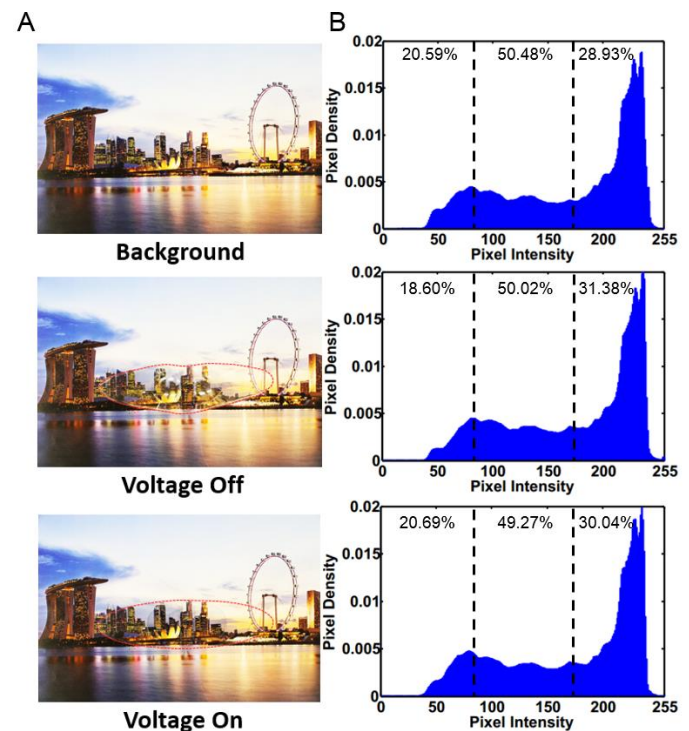 A
B
Background
Voltage Off
Voltage On
0.02
0.015
0.01
0.005
0
Pixel Density
20.59% 50.48% 28.93%
0 50 100 150 200 255
Pixel Intensity
0.02
0.015
0.01
0.005
0
Pixel Density
18.60% 50.02% 31.38%
0 50 100 150 200 255
Pixel Intensity
0.02
0.015
0.01
0.005
0
Pixel Density
20.69% 49.27% 30.04%
0 50 100 150 200 255
Pixel Intensity